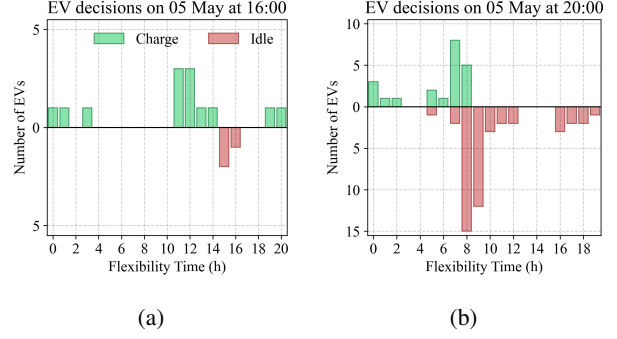 EV decisions on 05 May at 16:00
Charge Idle
Number of EVs
5
0
5
0 2 4 6 8 10 12 14 16 18 20
Flexibility Time (h)
(a)
EV decisions on 05 May at 20:00
Number of EVs
10
5
0
5
10
15
0 2 4 6 8 10 12 14 16 18
Flexibility Time (h)
(b)